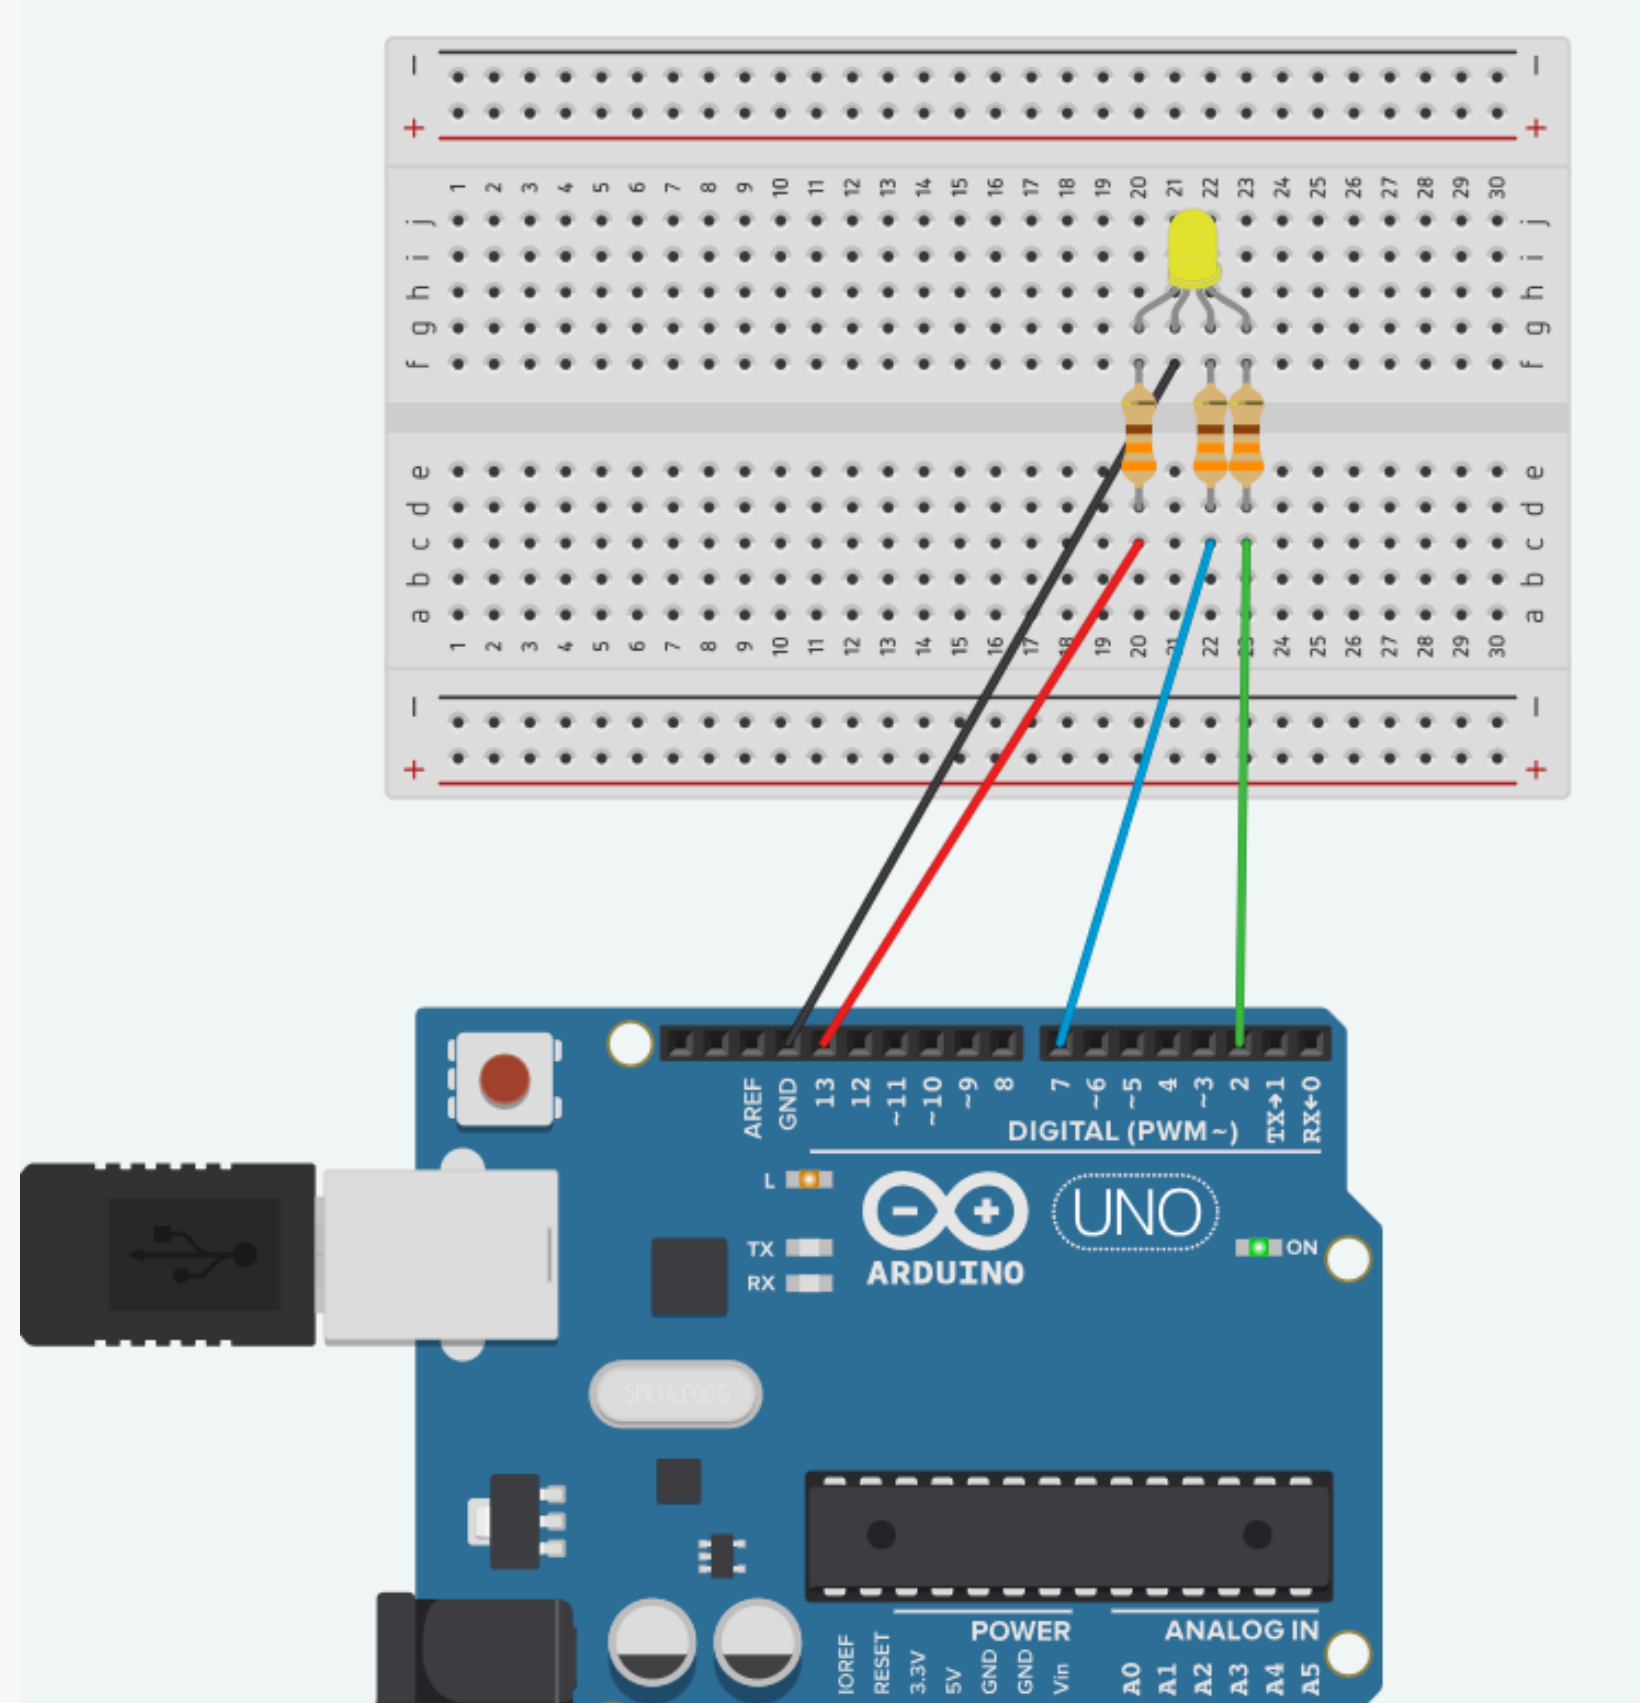 − −
+ +
1 2 3 4 5 6 7 8 9 10 11 12 13 14 15 16 17 18 19 20 21 22 23 24 25 26 27 28 29 30
j j
i i
h h
g g
f f
e e
d d
c c
b b
a a
1 2 3 4 5 6 7 8 9 10 11 12 13 14 15 16 17 18 19 20 21 22 23 24 25 26 27 28 29 30
− −
+ +
AREF GND 13 12 ~11 ~10 ~9 8 7 ~6 ~5 4 ~3 2 TX→1 RX←0
DIGITAL (PWM~)
L
UNO
TX ON
RX ARDUINO
SPK16.000G
POWER ANALOG IN
IOREF RESET 3.3V 5V GND GND Vin A0 A1 A2 A3 A4 A5